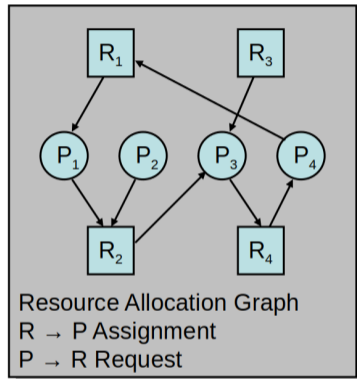 R1 R3
P1 P2 P3 P4
R2 R4
Resource Allocation Graph
R → P Assignment
P → R Request